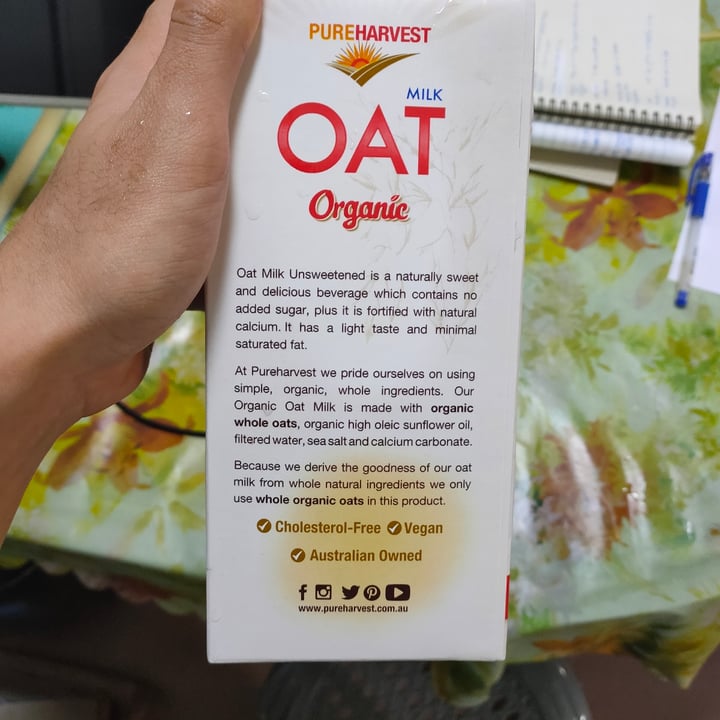 PUREHARVEST
MILK
OAT
Organic
Oat Milk Unsweetened is a naturally sweet
and delicious beverage which contains no
added sugar, plus it is fortified with natural
calcium. It has a light taste and minimal
saturated fat.
At Pureharvest we pride ourselves on using
simple, organic, whole ingredients. Our
Organic Oat Milk is made with organic
whole oats, organic high oleic sunflower oil,
filtered water, sea salt and calcium carbonate.
Because we derive the goodness of our oat
milk from whole natural ingredients we only
use whole organic oats in this product.
Cholesterol-Free Vegan
Australian Owned
www.pureharvest.com.au